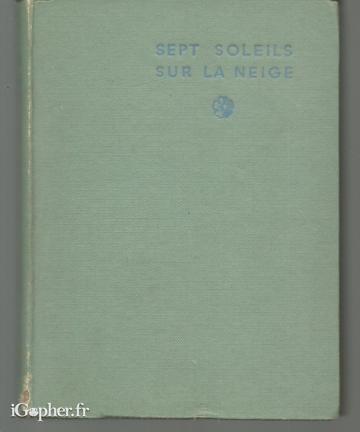 SEPT SOLEILS
SUR LA NEIGE
iGopher.fr